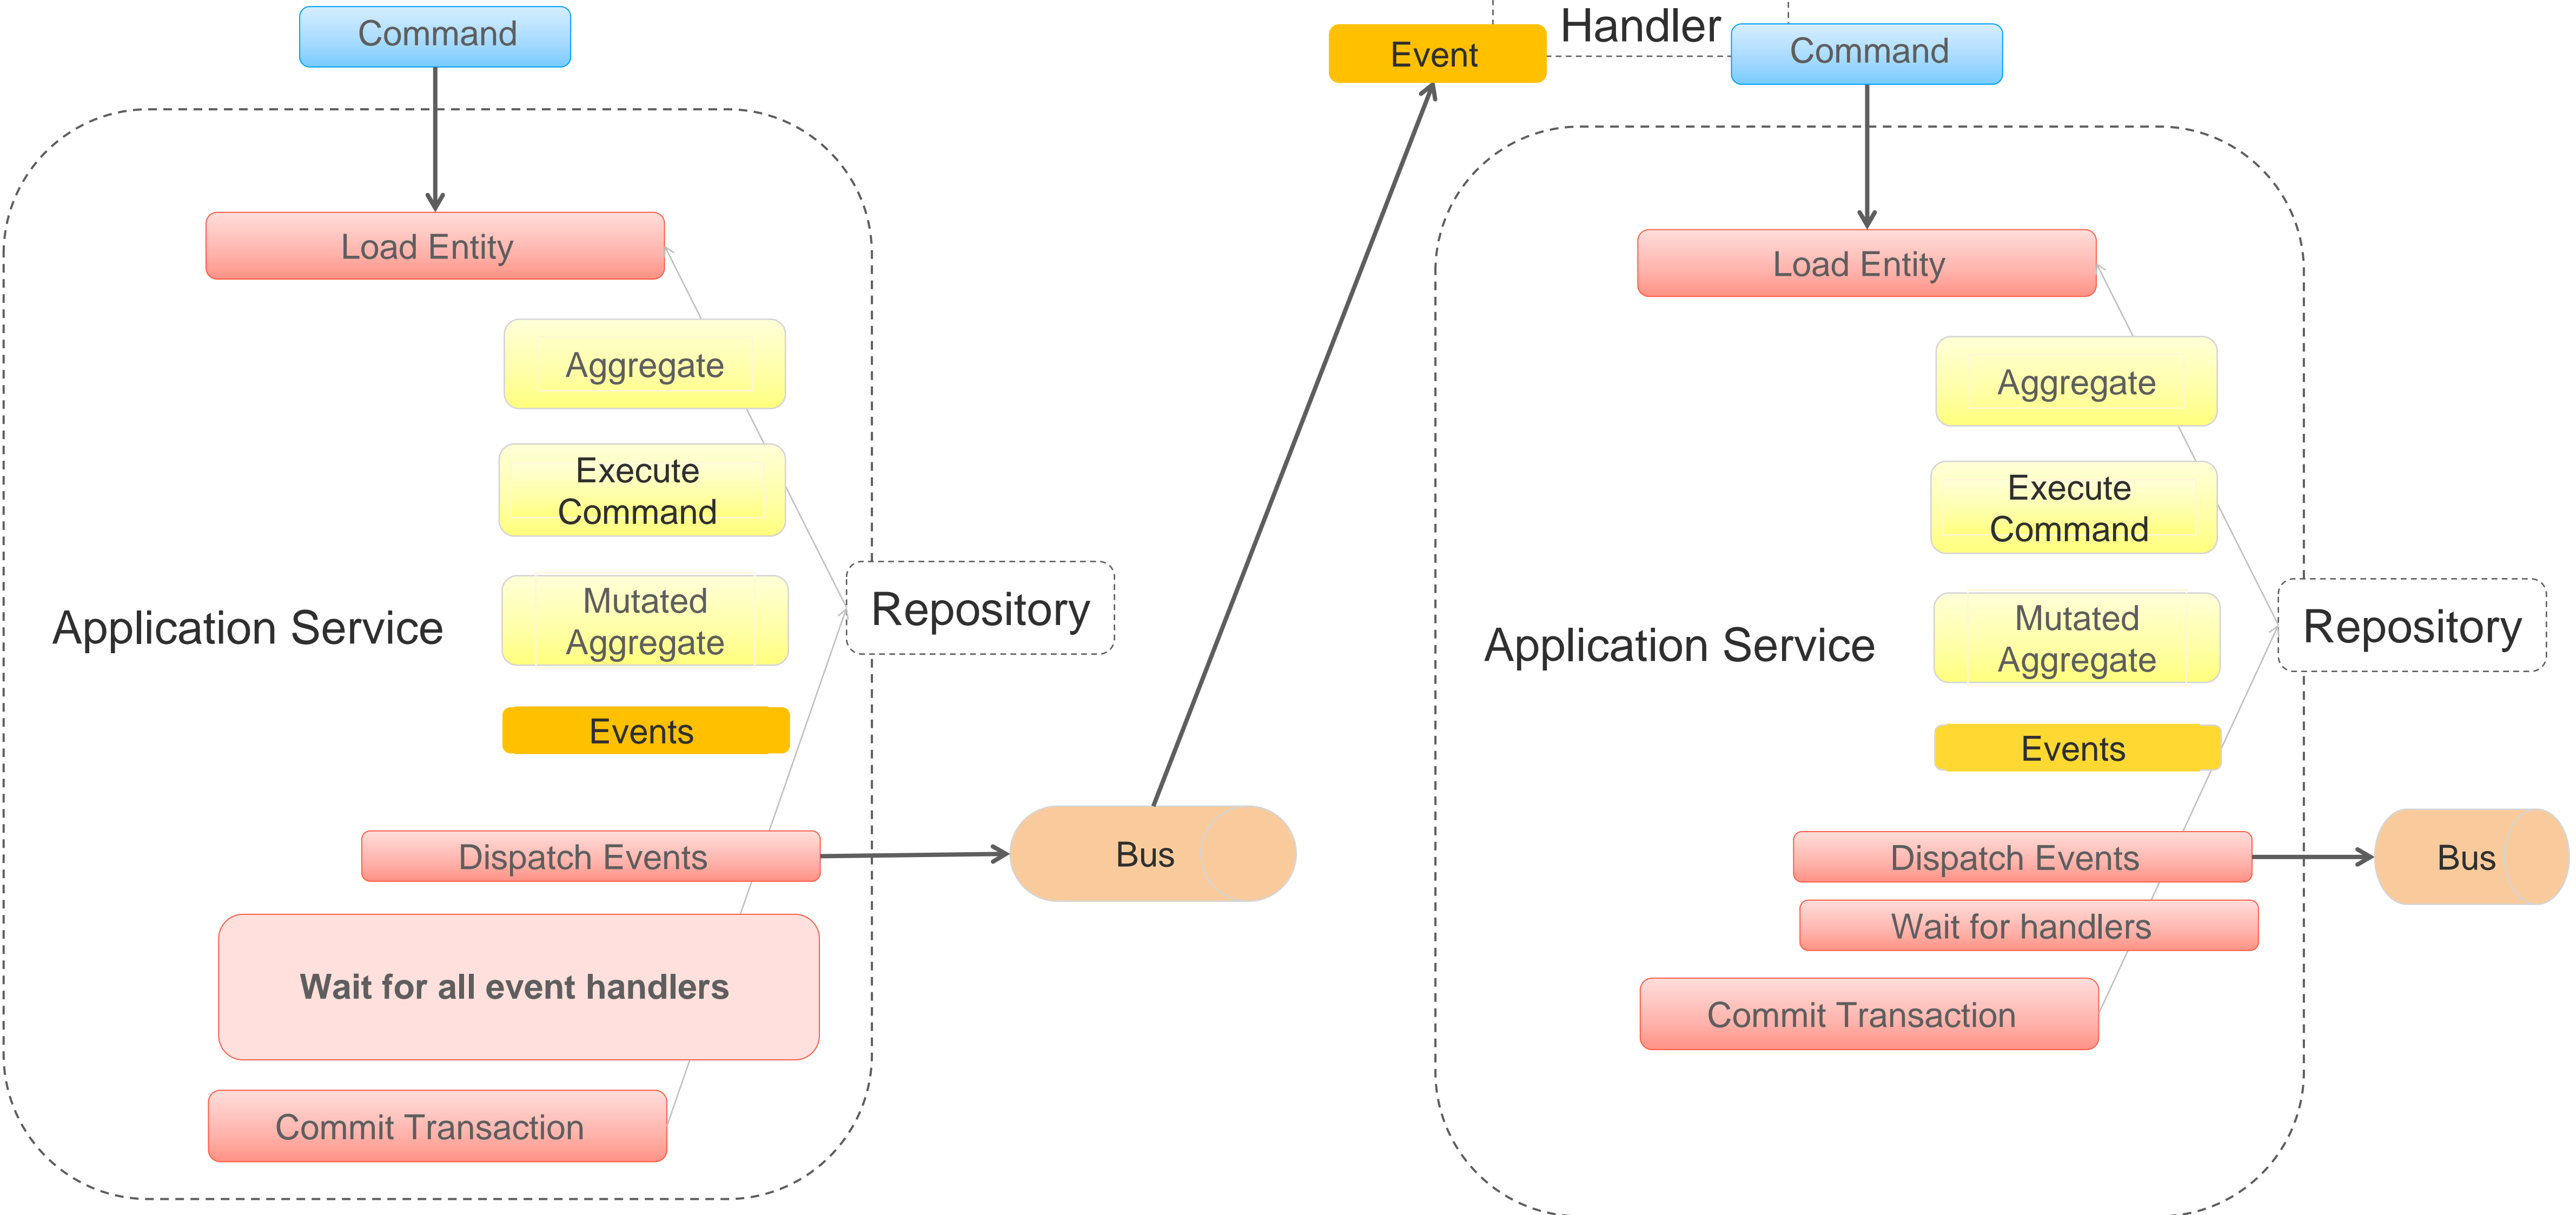 Command
Load Entity
Aggregate
Execute
Command
Mutated
Aggregate
Application Service
Repository
Events
Dispatch Events
Bus
Wait for all event handlers
Commit Transaction
Event
Handler
Command
Load Entity
Aggregate
Execute
Command
Mutated
Aggregate
Application Service
Repository
Events
Dispatch Events
Bus
Wait for handlers
Commit Transaction